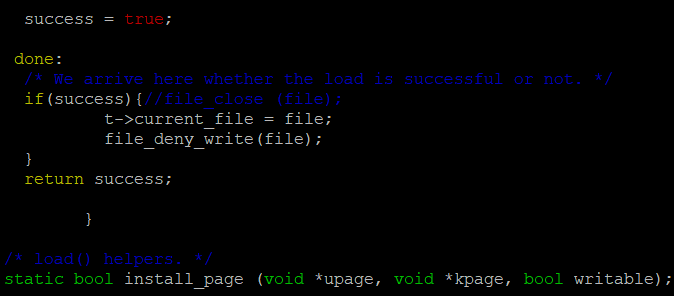 success = true;
done:
/* We arrive here whether the load is successful or not. */
if(success){//file_close (file);
t->current_file = file;
file_deny_write(file);
}
return success;
}
/* load() helpers. */
static bool install_page (void *upage, void *kpage, bool writable);